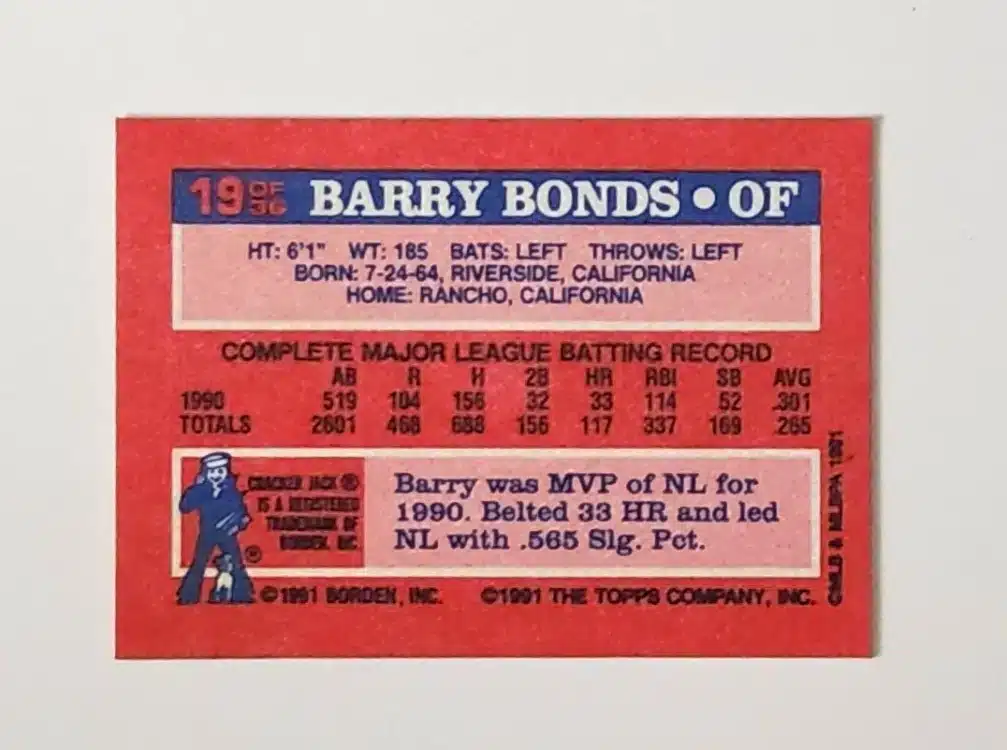 19 OF 36 BARRY BONDS • OF
HT: 6'1" WT: 185 BATS: LEFT THROWS: LEFT
BORN: 7-24-64, RIVERSIDE, CALIFORNIA
HOME: RANCHO, CALIFORNIA
COMPLETE MAJOR LEAGUE BATTING RECORD
AB R H 2B HR RBI SB AVG
1990 519 104 156 32 33 114 52 .301
TOTALS 2601 468 688 156 117 337 169 .265
CRACKER JACK ®
IS A REGISTERED
TRADEMARK OF
BORDEN, INC.
®
Barry was MVP of NL for
1990. Belted 33 HR and led
NL with .565 Slg. Pct.
©1991 BORDEN, INC. ©1991 THE TOPPS COMPANY, INC.
©MLB & MLBPA 1991